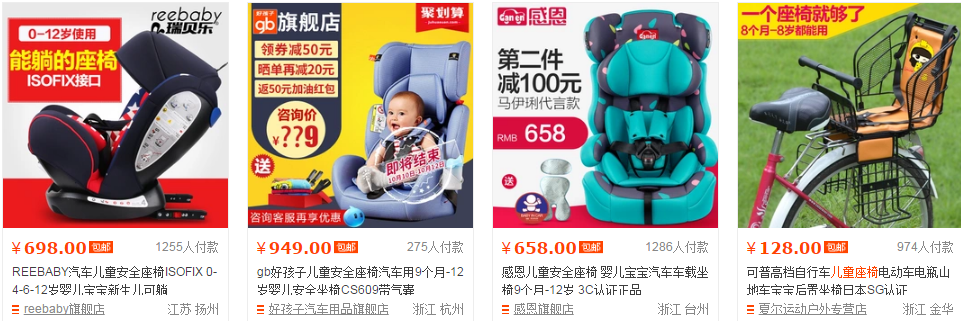 reebaby
瑞贝乐
0~12岁使用
能躺的座椅
ISOFIX接口
¥698.00 包邮 1255人付款
REEBABY汽车儿童安全座椅ISOFIX 0-
4-6-12岁婴儿宝宝新生儿可躺
reebaby旗舰店 江苏 扬州
好孩子
gb 旗舰店
聚划算
领券减50元
晒单再减20元
返50元加油红包
咨询价
¥??9
送
即将结束
10月10日-10月12日
咨询客服再享优惠
¥949.00 包邮 275人付款
gb好孩子儿童安全座椅汽车用9个月-12
岁婴儿安全坐椅CS609带气囊
好孩子汽车用品旗舰店 浙江 杭州
ganen
感恩
第二件
减100元
马伊琍代言款
RMB 658
送
¥658.00 包邮 1286人付款
感恩儿童安全座椅 婴儿宝宝汽车车载坐
椅9个月-12岁 3C认证正品
感恩旗舰店 浙江 台州
一个座椅就够了
8个月-8岁都能用
¥128.00 包邮 974人付款
可普高档自行车儿童座椅电动车电瓶山
地车宝宝后置坐椅日本SG认证
夏尔运动户外专营店 浙江 金华